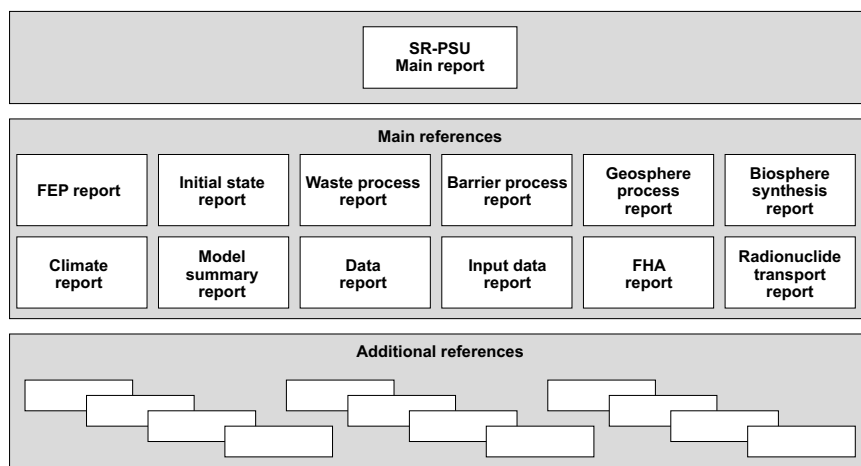 SR-PSU
Main report
Main references
FEP report
Initial state
report
Waste process
report
Barrier process
report
Geosphere
process
report
Biosphere
synthesis
report
Climate
report
Model
summary
report
Data
report
Input data
report
FHA
report
Radionuclide
transport
report
Additional references